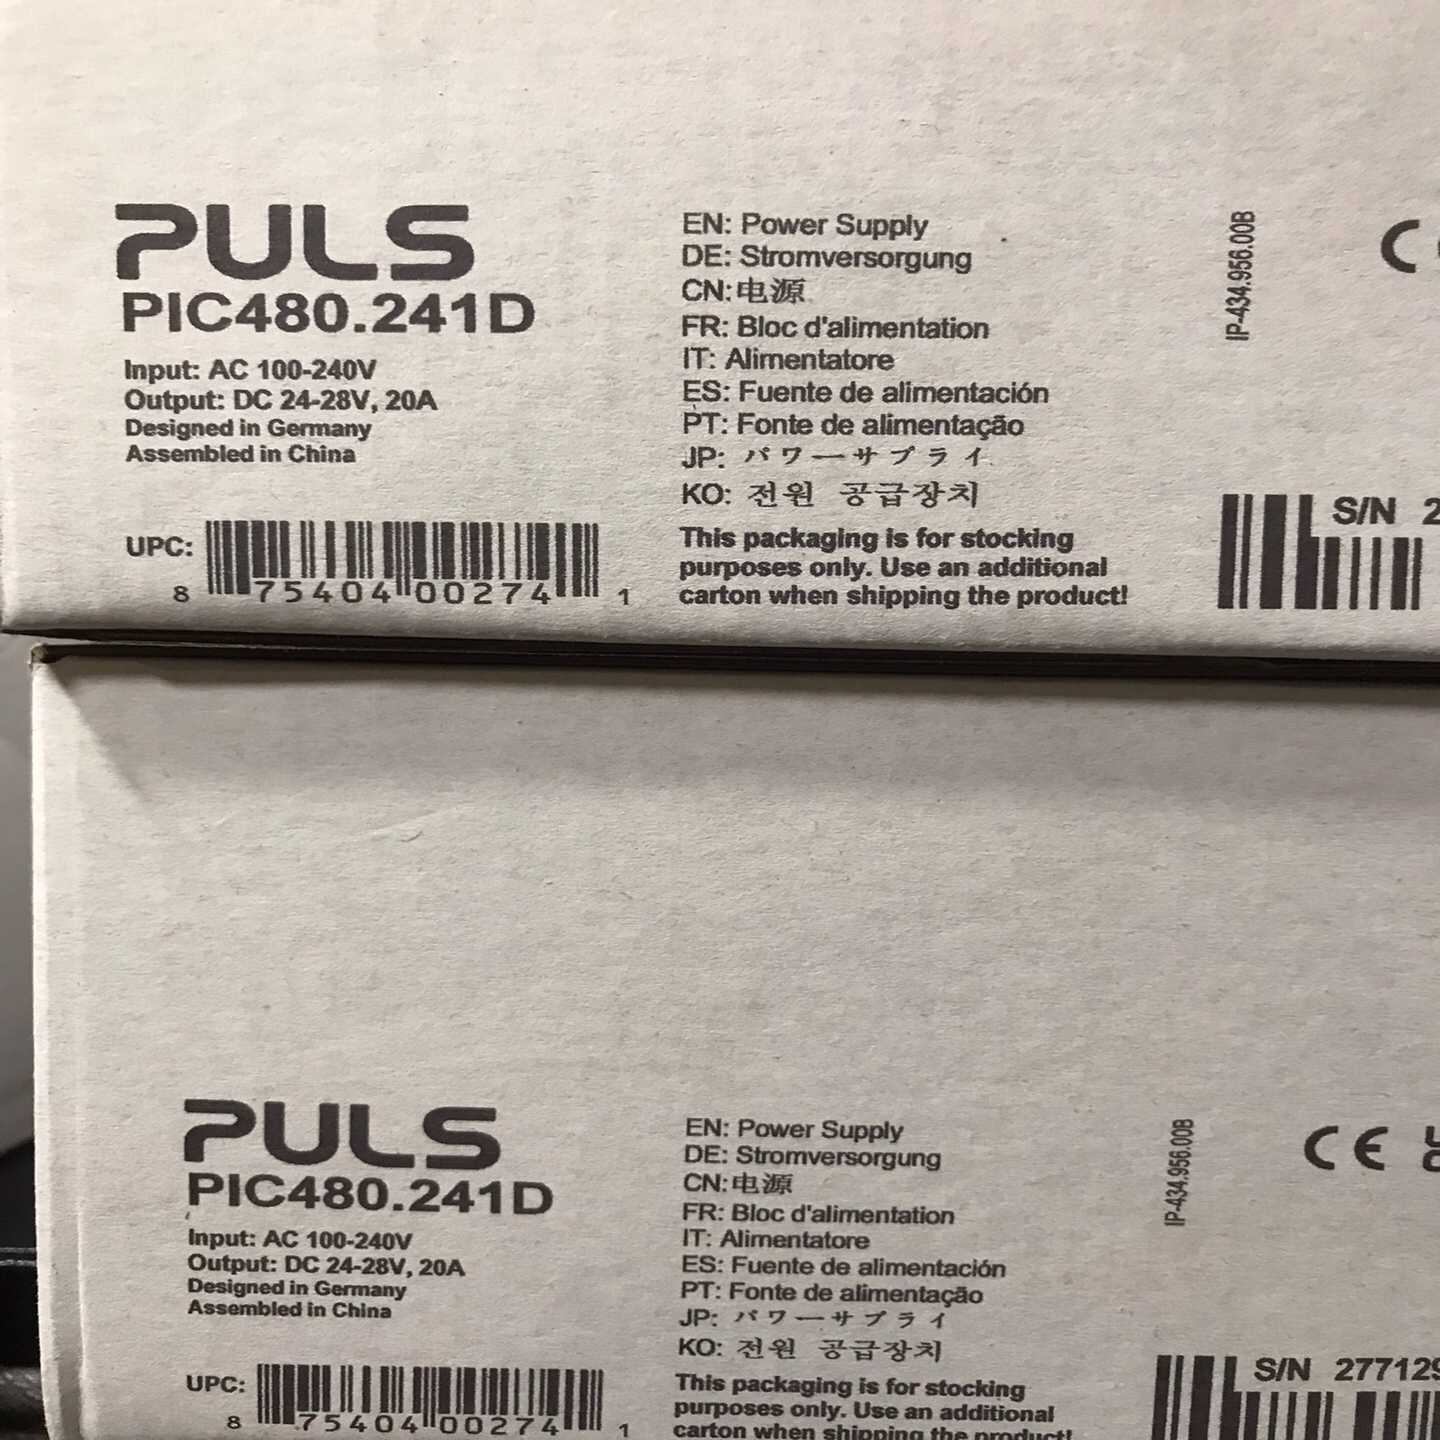 PULS
PIC480.241D
Input: AC 100-240V
Output: DC 24-28V, 20A
Designed in Germany
Assembled in China
UPC:
8 75404 00274 1
EN: Power Supply
DE: Stromversorgung
CN:电源
FR: Bloc d'alimentation
IT: Alimentatore
ES: Fuente de alimentación
PT: Fonte de alimentação
JP: パワーサプライ
KO: 전원 공급장치
This packaging is for stocking
purposes only. Use an additional
carton when shipping the product!
IP-434.956.00B
S/N 2
PULS
PIC480.241D
Input: AC 100-240V
Output: DC 24-28V, 20A
Designed in Germany
Assembled in China
UPC:
8 75404 00274 1
EN: Power Supply
DE: Stromversorgung
CN:电源
FR: Bloc d'alimentation
IT: Alimentatore
ES: Fuente de alimentación
PT: Fonte de alimentação
JP: パワーサプライ
KO: 전원 공급장치
This packaging is for stocking
purposes only. Use an additional
carton when shipping the product!
IP-434.956.00B
CE
S/N 277129